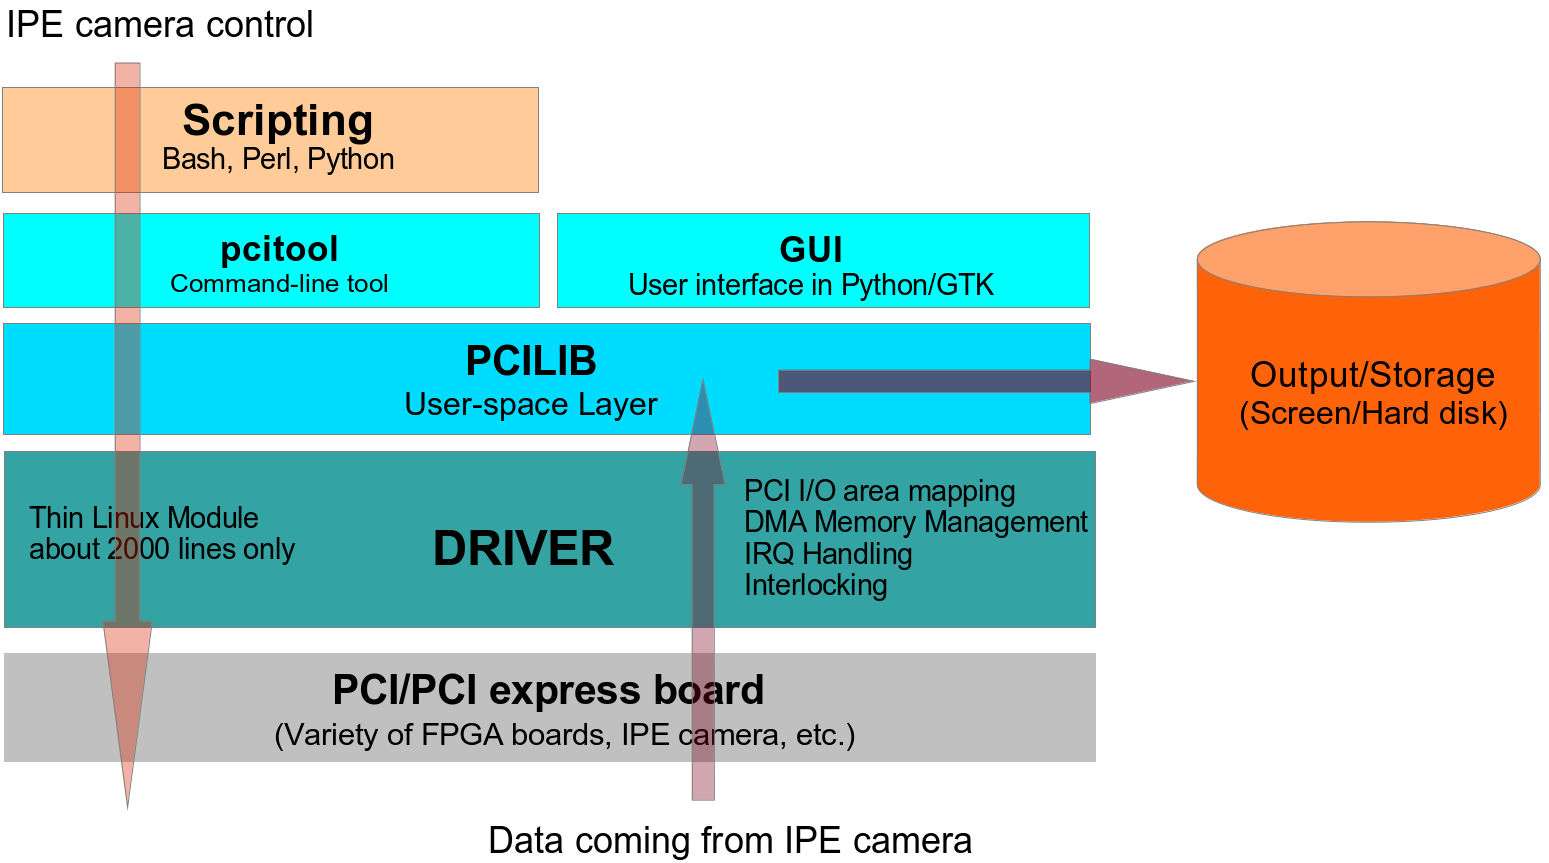 IPE camera control
Scripting
Bash, Perl, Python
pcitool
Command-line tool
GUI
User interface in Python/GTK
PCILIB
User-space Layer
Output/Storage
(Screen/Hard disk)
Thin Linux Module
about 2000 lines only
DRIVER
PCI I/O area mapping
DMA Memory Management
IRQ Handling
Interlocking
PCI/PCI express board
(Variety of FPGA boards, IPE camera, etc.)
Data coming from IPE camera